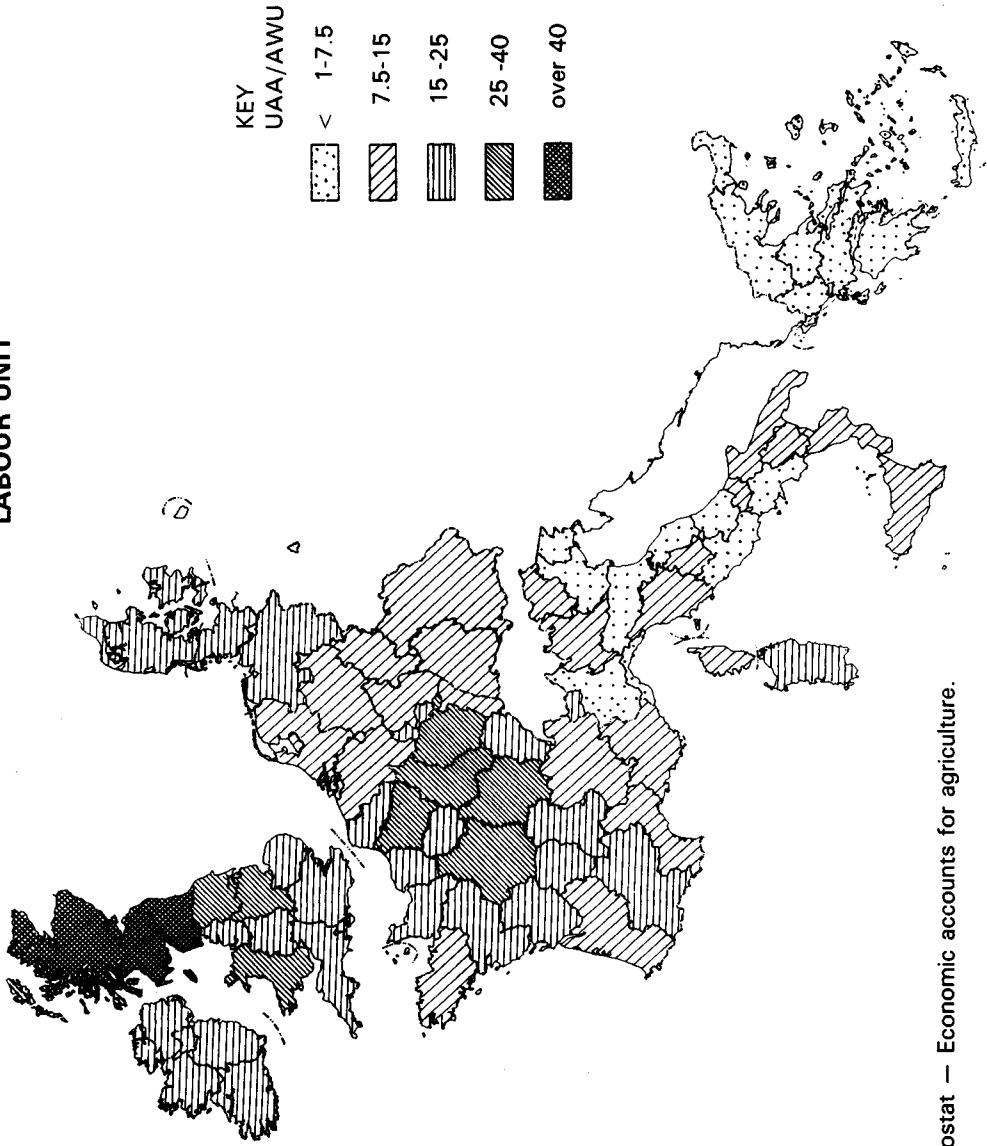 LABOUR UNIT
KEY
UAA/AWU
< 1-7.5
7.5-15
15 -25
25 -40
over 40
ostat — Economic accounts for agriculture.